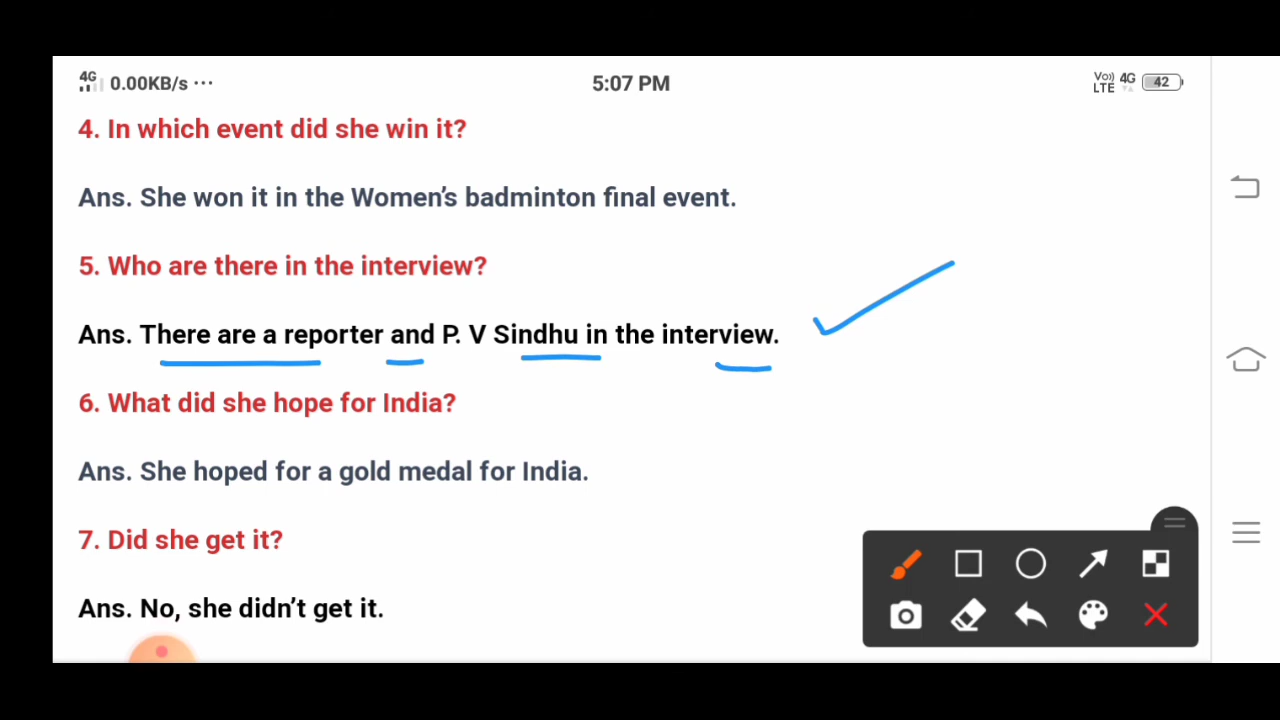 4G 0.00KB/s ... 5:07 PM Vo)) LTE 4G 42
4. In which event did she win it?
Ans. She won it in the Women’s badminton final event.
5. Who are there in the interview?
Ans. There are a reporter and P. V Sindhu in the interview.
6. What did she hope for India?
Ans. She hoped for a gold medal for India.
7. Did she get it?
Ans. No, she didn’t get it.